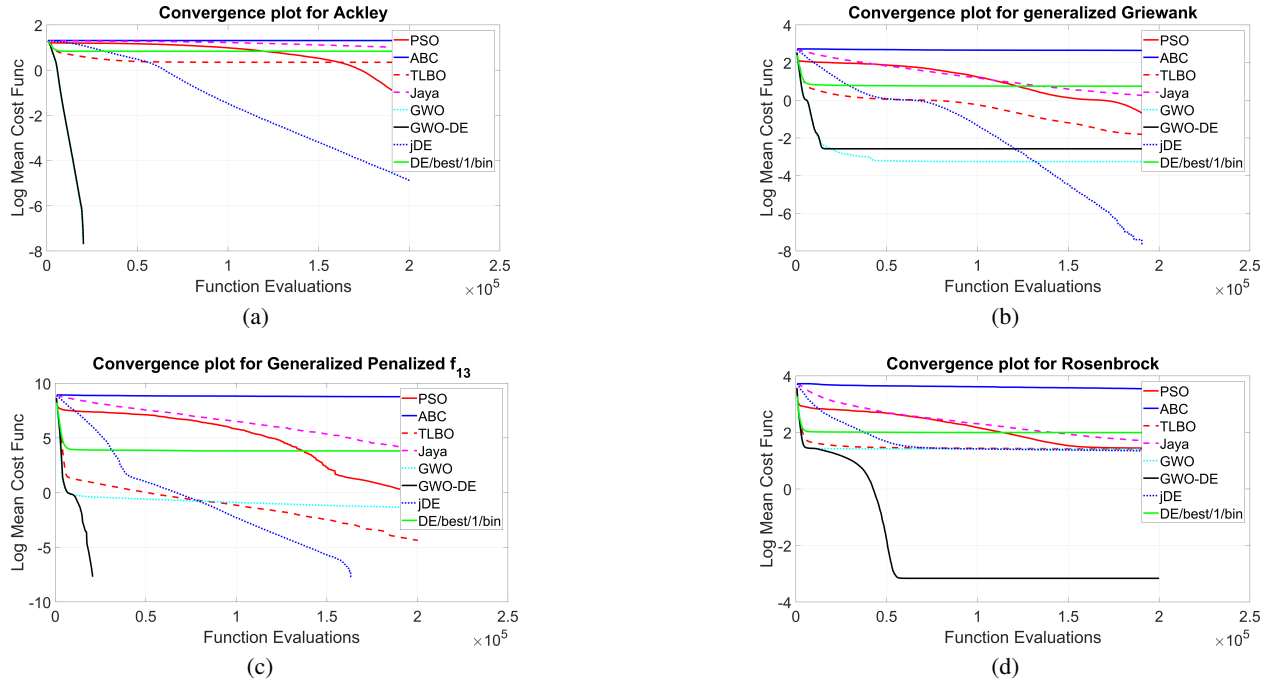 Convergence plot for Ackley
Log Mean Cost Func
2
0
-2
-4
-6
-8
0
0.5
1
1.5
2
2.5
×10^5
Function Evaluations
PSO
ABC
TLBO
Jaya
GWO
GWO-DE
jDE
DE/best/1/bin
(a)
Convergence plot for generalized Griewank
Log Mean Cost Func
4
2
0
-2
-4
-6
-8
0
0.5
1
1.5
2
2.5
×10^5
Function Evaluations
PSO
ABC
TLBO
Jaya
GWO
GWO-DE
jDE
DE/best/1/bin
(b)
Convergence plot for Generalized Penalized f_13
Log Mean Cost Func
10
5
0
-5
-10
0
0.5
1
1.5
2
2.5
×10^5
Function Evaluations
PSO
ABC
TLBO
Jaya
GWO
GWO-DE
jDE
DE/best/1/bin
(c)
Convergence plot for Rosenbrock
Log Mean Cost Func
4
2
0
-2
-4
0
0.5
1
1.5
2
2.5
×10^5
Function Evaluations
PSO
ABC
TLBO
Jaya
GWO
GWO-DE
jDE
DE/best/1/bin
(d)